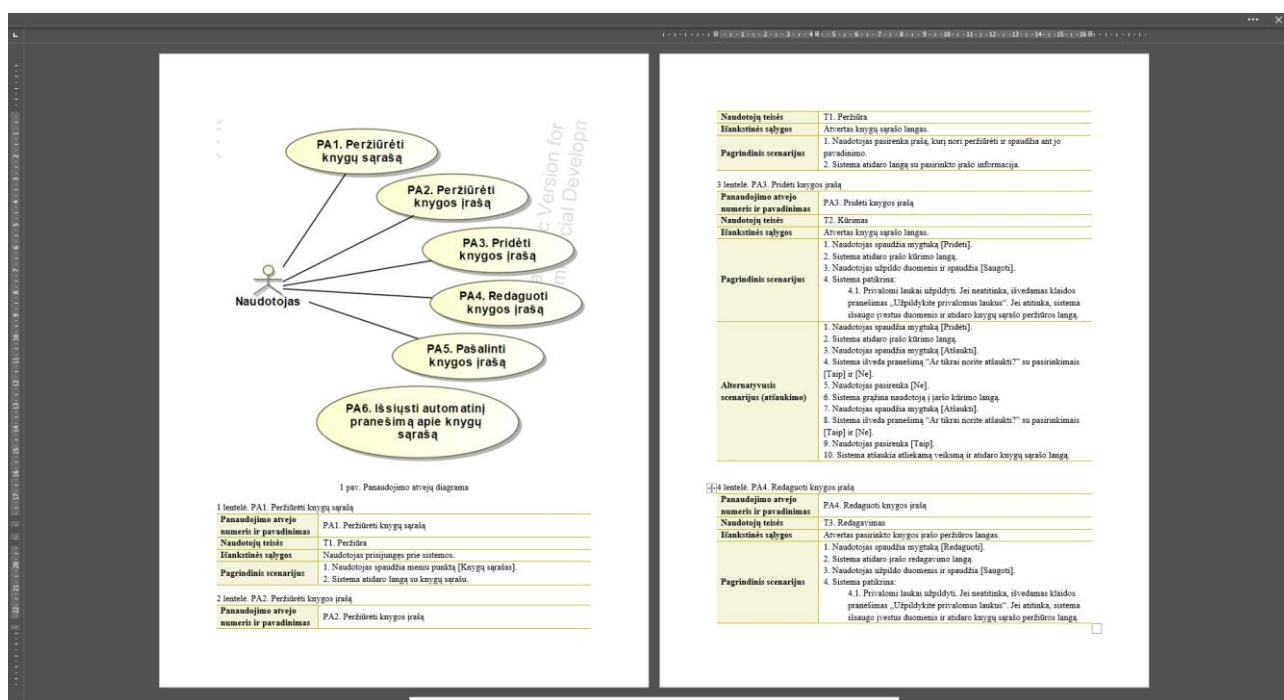 PA1. Peržiūrėti
knygų sąrašą
PA2. Peržiūrėti
knygos įrašą
PA3. Pridėti
knygos įrašą
PA4. Redaguoti
knygos įrašą
PA5. Pašalinti
knygos įrašą
PA6. Išsiųsti automatinį
pranešimą apie knygų
sąrašą
Naudotojas
Version for
cial Developm
1 pav. Panaudojimo atvejų diagrama
1 lentelė. PA1. Peržiūrėti knygų sąrašą
Panaudojimo atvejo
numeris ir pavadinimas
PA1. Peržiūrėti knygų sąrašą
Naudotojų teisės
T1. Peržiūra
Išankstinės sąlygos
Naudotojas prisijungęs prie sistemos.
Pagrindinis scenarijus
1. Naudotojas spaudžia meniu punktą [Knygų sąrašas].
2. Sistema atidaro langą su knygų sąrašu.
2 lentelė. PA2. Peržiūrėti knygos įrašą
Panaudojimo atvejo
numeris ir pavadinimas
PA2. Peržiūrėti knygos įrašą
Naudotojų teisės
T1. Peržiūra
Išankstinės sąlygos
Atvertas knygų sąrašo langas.
Pagrindinis scenarijus
1. Naudotojas pasirenka įrašą, kurį nori peržiūrėti ir spaudžia ant jo
pavadinimo.
2. Sistema atidaro langą su pasirinkto įrašo informacija.
3 lentelė. PA3. Pridėti knygos įrašą
Panaudojimo atvejo
numeris ir pavadinimas
PA3. Pridėti knygos įrašą
Naudotojų teisės
T2. Kūrimas
Išankstinės sąlygos
Atvertas knygų sąrašo langas.
Pagrindinis scenarijus
1. Naudotojas spaudžia mygtuką [Pridėti].
2. Sistema atidaro įrašo kūrimo langą.
3. Naudotojas užpildo duomenis ir spaudžia [Saugoti].
4. Sistema patikrina:
4.1. Privalomi laukai užpildyti. Jei neatitinka, išvedamas klaidos
pranešimas „Užpildykite privalomus laukus“. Jei atitinka, sistema
išsaugo įvestus duomenis ir atidaro knygų sąrašo peržiūros langą.
Alternatyvusis
scenarijus (atšaukimo)
1. Naudotojas spaudžia mygtuką [Pridėti].
2. Sistema atidaro įrašo kūrimo langą.
3. Naudotojas spaudžia mygtuką [Atšaukti].
4. Sistema išveda pranešimą “Ar tikrai norite atšaukti?” su pasirinkimais
[Taip] ir [Ne].
5. Naudotojas pasirenka [Ne].
6. Sistema grąžina naudotoją į įaršo kūrimo langą.
7. Naudotojas spaudžia mygtuką [Atšaukti].
8. Sistema išveda pranešimą “Ar tikrai norite atšaukti?” su pasirinkimais
[Taip] ir [Ne].
9. Naudotojas pasirenka [Taip].
10. Sistema atšaukia atliekamą veiksmą ir atidaro knygų sąrašo langą.
4 lentelė. PA4. Redaguoti knygos įrašą
Panaudojimo atvejo
numeris ir pavadinimas
PA4. Redaguoti knygos įrašą
Naudotojų teisės
T3. Redagavimas
Išankstinės sąlygos
Atvertas pasirinkto knygos įrašo peržiūros langas.
Pagrindinis scenarijus
1. Naudotojas spaudžia mygtuką [Redaguoti].
2. Sistema atidaro įrašo redagavimo langą.
3. Naudotojas užpildo duomenis ir spaudžia [Saugoti].
4. Sistema patikrina:
4.1. Privalomi laukai užpildyti. Jei neatitinka, išvedamas klaidos
pranešimas „Užpildykite privalomus laukus“. Jei atitinka, sistema
išsaugo įvestus duomenis ir atidaro knygų sąrašo peržiūros langą.